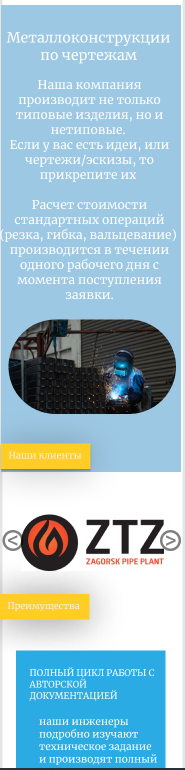 Металлоконструкции
по чертежам
Наша компания
производит не только
типовые изделия, но и
нетиповые.
Если у вас есть идеи, или
чертежи/эскизы, то
прикрепите их
Расчет стоимости
стандартных операций
(резка, гибка, вальцевание)
производится в течении
одного рабочего дня с
момента поступления
заявки.
Наши клиенты
ZTZ
ZAGORSK PIPE PLANT
Преимущества
ПОЛНЫЙ ЦИКЛ РАБОТЫ С
АВТОРСКОЙ
ДОКУМЕНТАЦИЕЙ
наши инженеры
подробно изучают
техническое задание
и производят полный